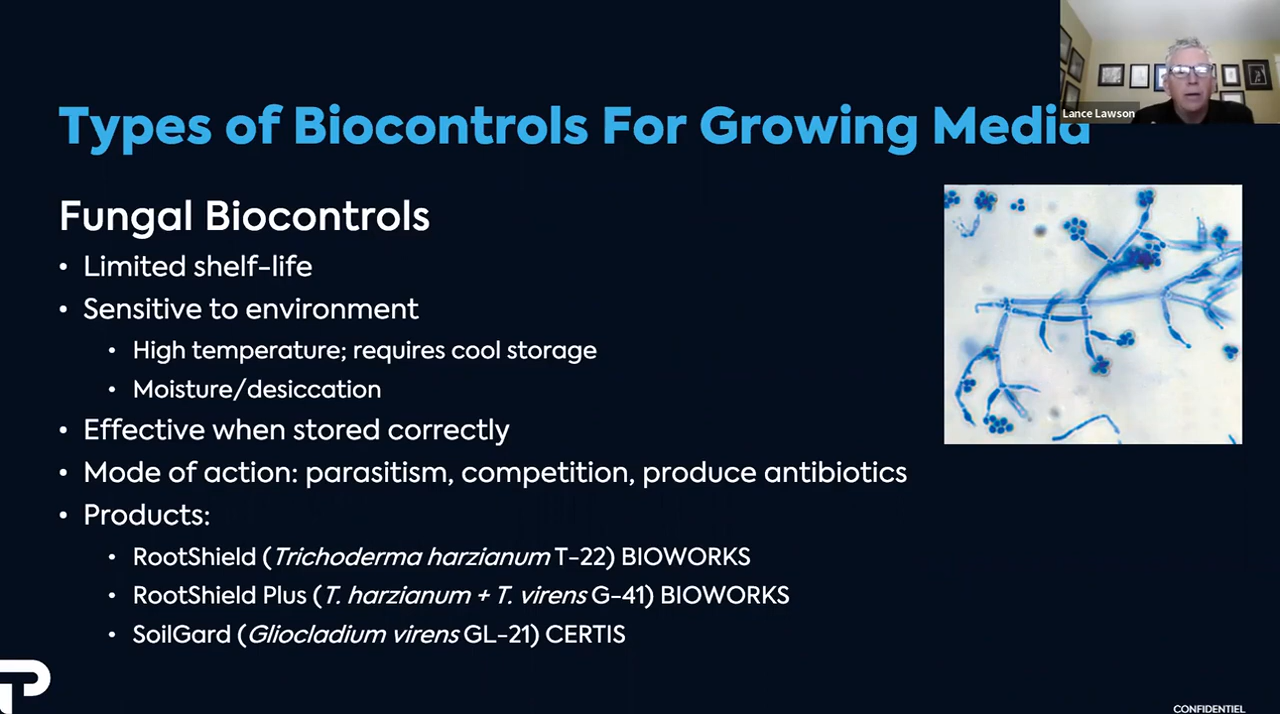 Types of Biocontrols For Growing Media
Lance Lawson
Fungal Biocontrols
• Limited shelf-life
• Sensitive to environment
• High temperature; requires cool storage
• Moisture/desiccation
• Effective when stored correctly
• Mode of action: parasitism, competition, produce antibiotics
• Products:
• RootShield (Trichoderma harzianum T-22) BIOWORKS
• RootShield Plus (T. harzianum + T. virens G-41) BIOWORKS
• SoilGard (Gliocladium virens GL-21) CERTIS
CONFIDENTIEL